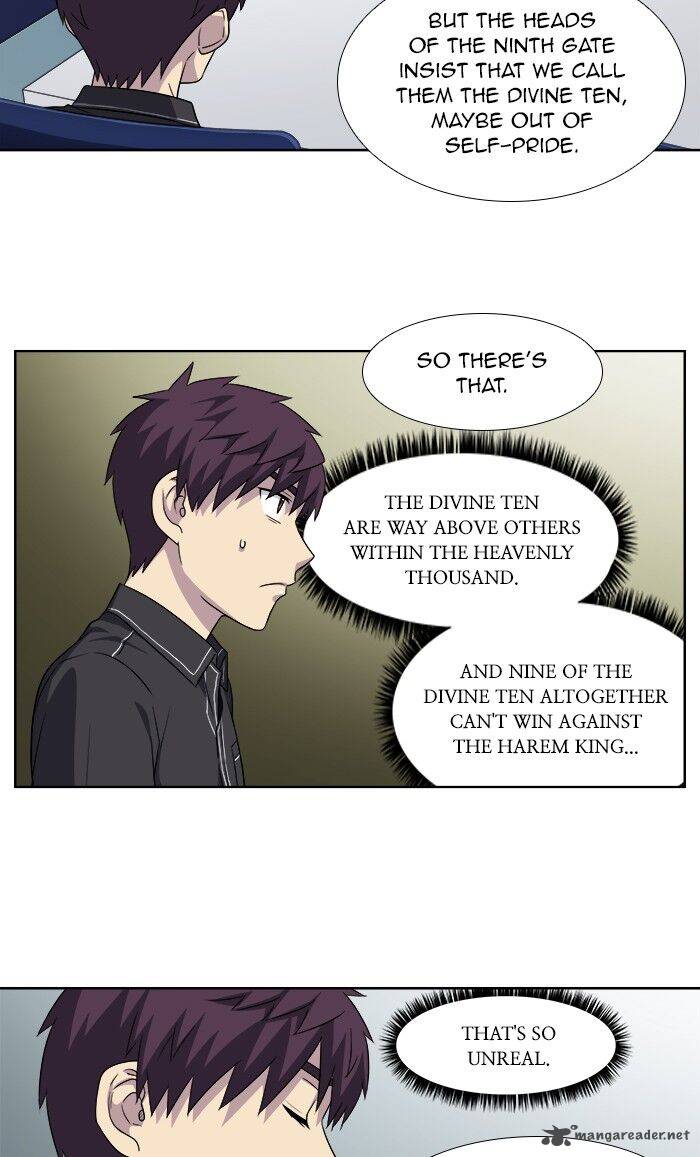 BUT THE HEADS
OF THE NINTH GATE
INSIST THAT WE CALL
THEM THE DIVINE TEN,
MAYBE OUT OF
SELF-PRIDE.
SO THERE'S
THAT.
THE DIVINE TEN
ARE WAY ABOVE OTHERS
WITHIN THE HEAVENLY
THOUSAND.
AND NINE OF THE
DIVINE TEN ALTOGETHER
CAN'T WIN AGAINST
THE HAREM KING...
THAT'S SO
UNREAL.
mangareader.net